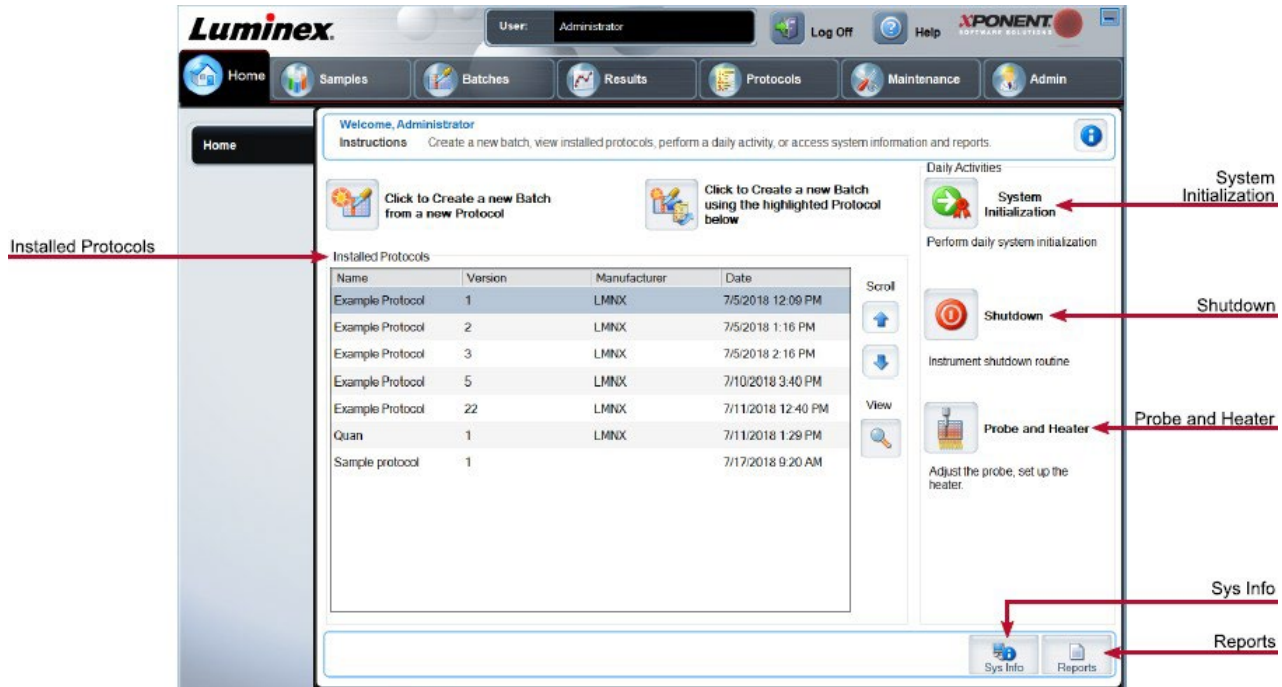 Luminex.
User: Administrator
Log Off
Help
XPONENT.
SOFTWARE SOLUTIONS
Home
Samples
Batches
Results
Protocols
Maintenance
Admin
Home
Welcome, Administrator
Instructions Create a new batch, view installed protocols, perform a daily activity, or access system information and reports.
Click to Create a new Batch
from a new Protocol
Click to Create a new Batch
using the highlighted Protocol
below
Installed Protocols
Installed Protocols
Name Version Manufacturer Date
Example Protocol 1 LMNX 7/5/2018 12:09 PM
Example Protocol 2 LMNX 7/5/2018 1:16 PM
Example Protocol 3 LMNX 7/5/2018 2:16 PM
Example Protocol 5 LMNX 7/10/2018 3:40 PM
Example Protocol 22 LMNX 7/11/2018 12:40 PM
Quan 1 LMNX 7/11/2018 1:29 PM
Sample protocol 1 7/17/2018 9:20 AM
Scroll
View
Daily Activities
System
Initialization
Perform daily system initialization
Shutdown
Instrument shutdown routine
Probe and Heater
Adjust the probe, set up the
heater.
Sys Info
Reports
System
Initialization
Shutdown
Probe and Heater
Sys Info
Reports